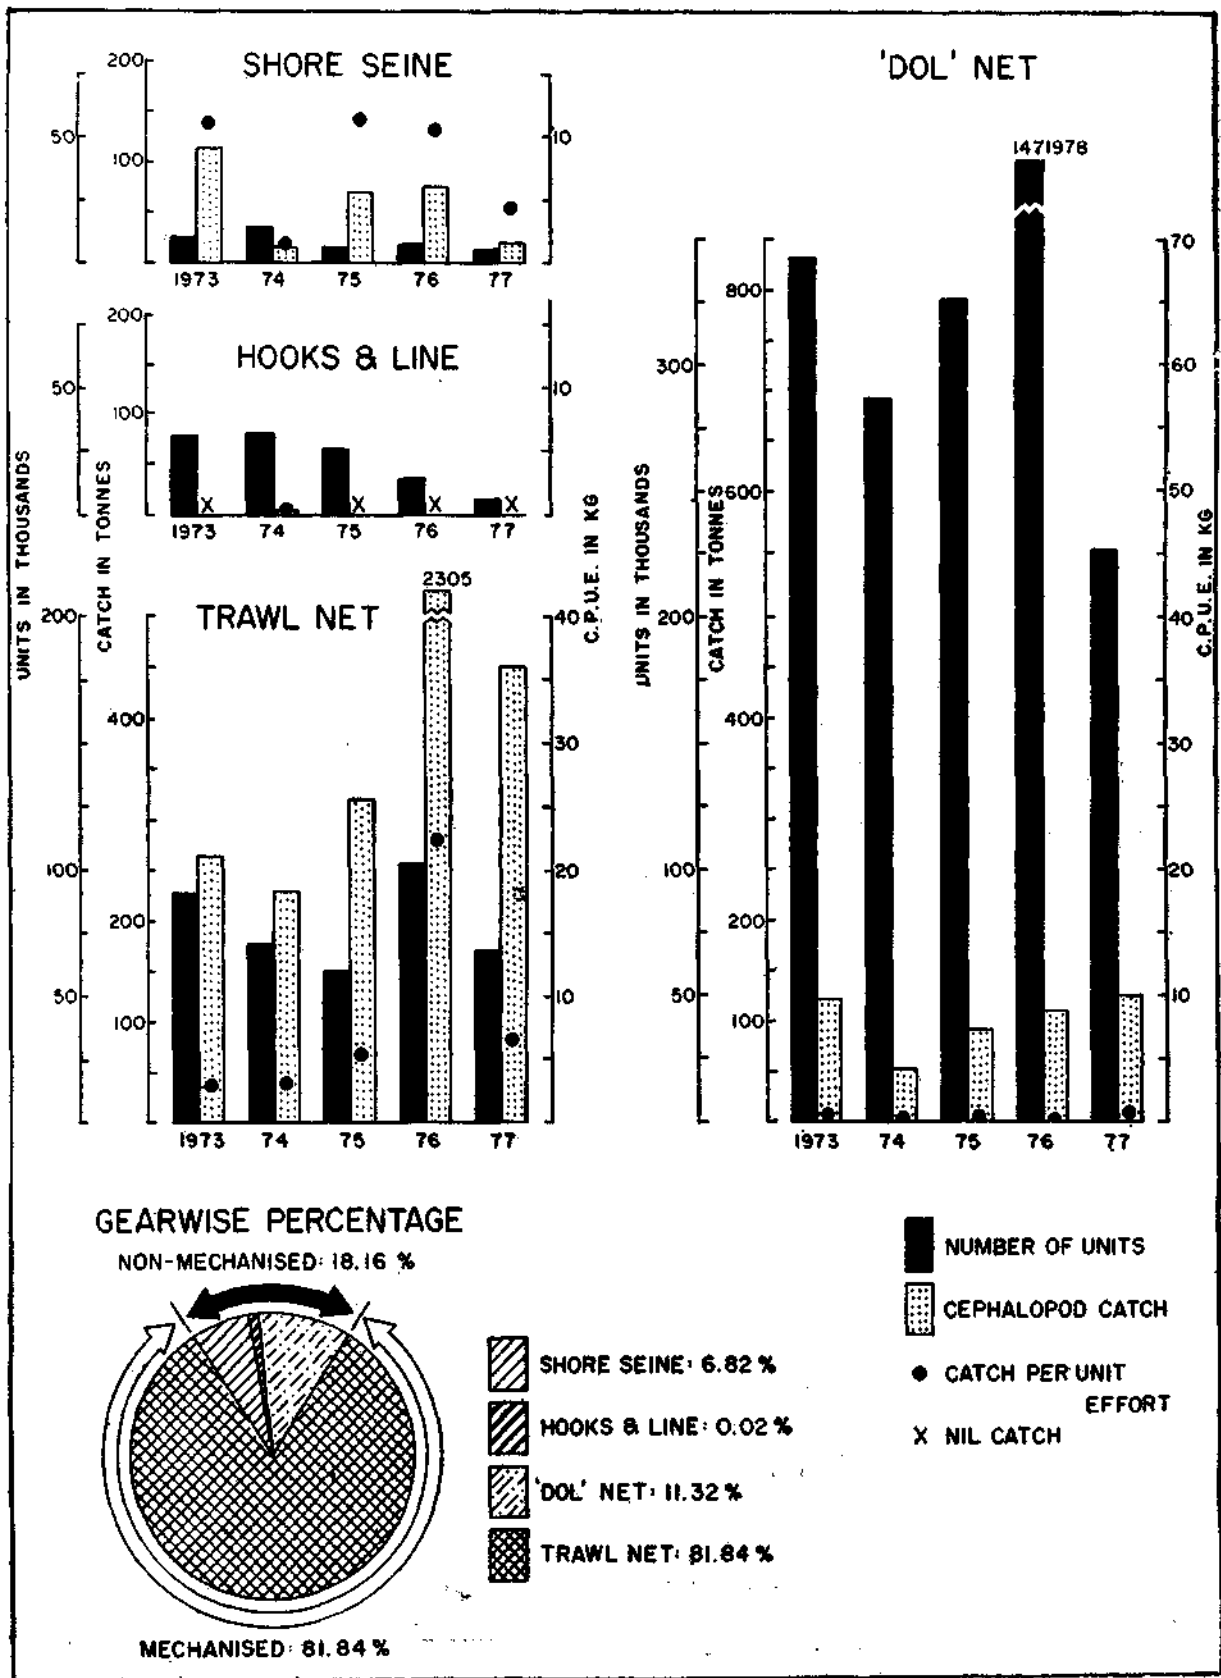 SHORE SEINE
200
100
50
10
1973 74 75 76 77
HOOKS & LINE
200
100
50
10
1973 74 75 76 77
UNITS IN THOUSANDS
CATCH IN TONNES
C.P.U.E. IN KG
TRAWL NET
2305
200
100
50
400
200
100
40
30
20
10
1973 74 75 76 77
'DOL' NET
1471978
UNITS IN THOUSANDS
CATCH IN TONNES
C.P.U.E. IN KG
300
200
100
50
800
600
400
200
100
70
60
50
40
30
20
10
1973 74 75 76 77
GEARWISE PERCENTAGE
NON-MECHANISED: 18.16 %
MECHANISED: 81.84 %
SHORE SEINE: 6.82 %
HOOKS & LINE: 0.02 %
'DOL' NET: 11.32 %
TRAWL NET: 81.84 %
NUMBER OF UNITS
CEPHALOPOD CATCH
CATCH PER UNIT
EFFORT
X NIL CATCH